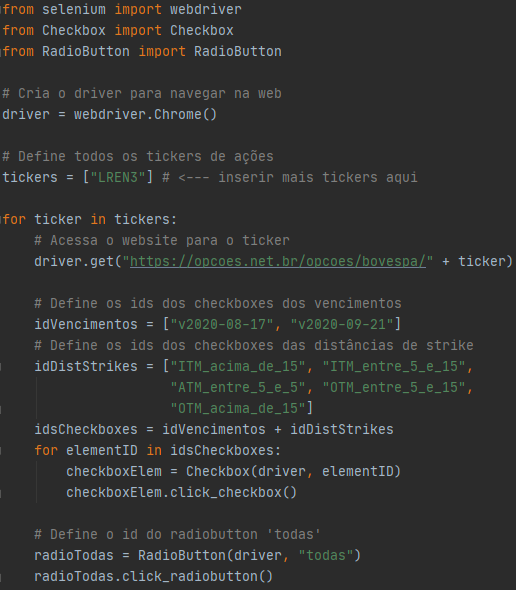 from selenium import webdriver
from Checkbox import Checkbox
from RadioButton import RadioButton

# Cria o driver para navegar na web
driver = webdriver.Chrome()

# Define todos os tickers de ações
tickers = ["LREN3"] # <--- inserir mais tickers aqui

for ticker in tickers:
    # Acessa o website para o ticker
    driver.get("https://opcoes.net.br/opcoes/bovespa/" + ticker)

    # Define os ids dos checkboxes dos vencimentos
    idVencimentos = ["v2020-08-17", "v2020-09-21"]
    # Define os ids dos checkboxes das distâncias de strike
    idDistStrikes = ["ITM_acima_de_15", "ITM_entre_5_e_15",
                     "ATM_entre_5_e_5", "OTM_entre_5_e_15",
                     "OTM_acima_de_15"]
    idsCheckboxes = idVencimentos + idDistStrikes
    for elementID in idsCheckboxes:
        checkboxElem = Checkbox(driver, elementID)
        checkboxElem.click_checkbox()

    # Define o id do radiobutton 'todas'
    radioTodas = RadioButton(driver, "todas")
    radioTodas.click_radiobutton()